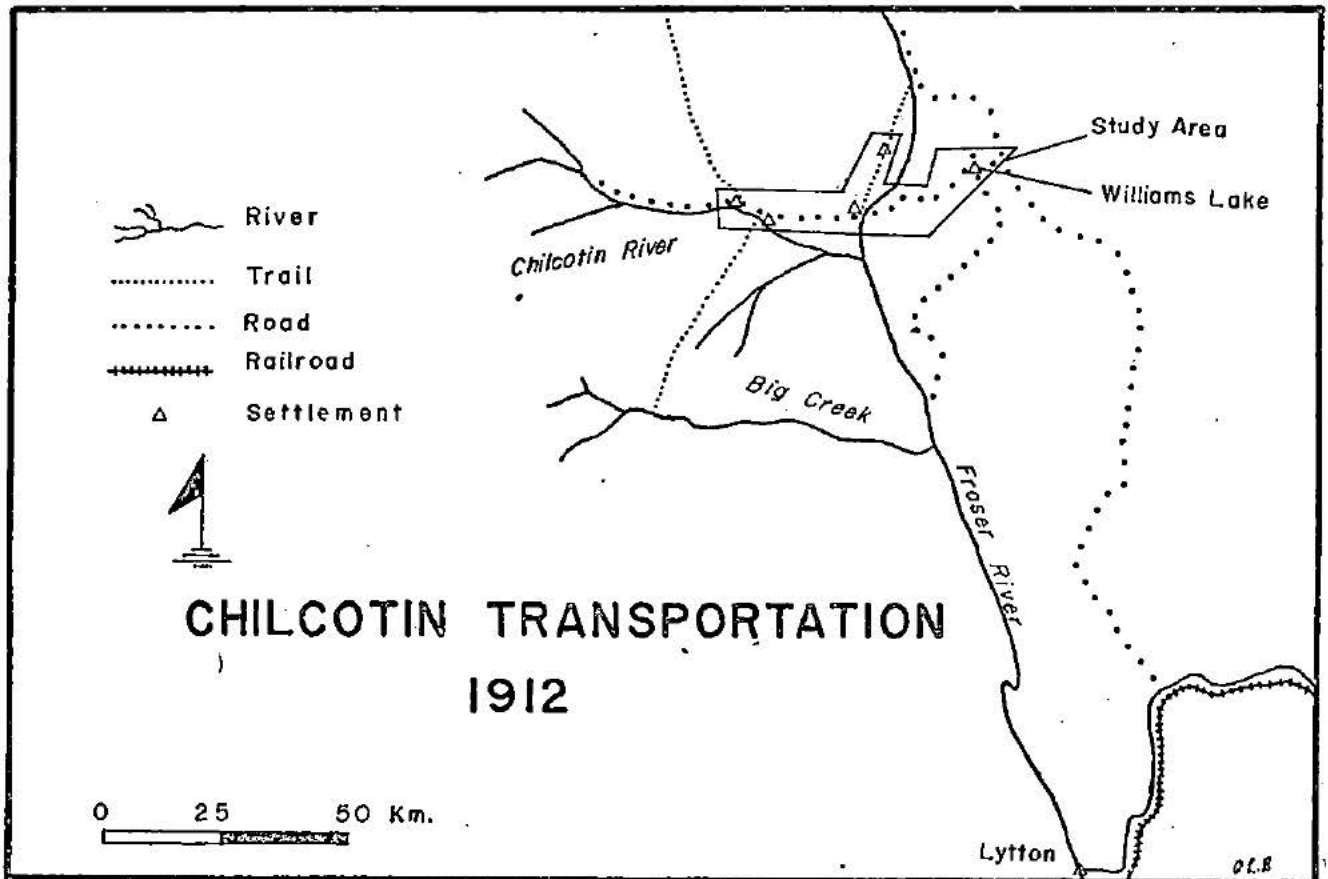 Study Area
Williams Lake
River
Chilcotin River
Trail
Road
Railroad
Settlement
Big Creek
Fraser River
CHILCOTIN TRANSPORTATION
1912
0 25 50 Km.
Lytton